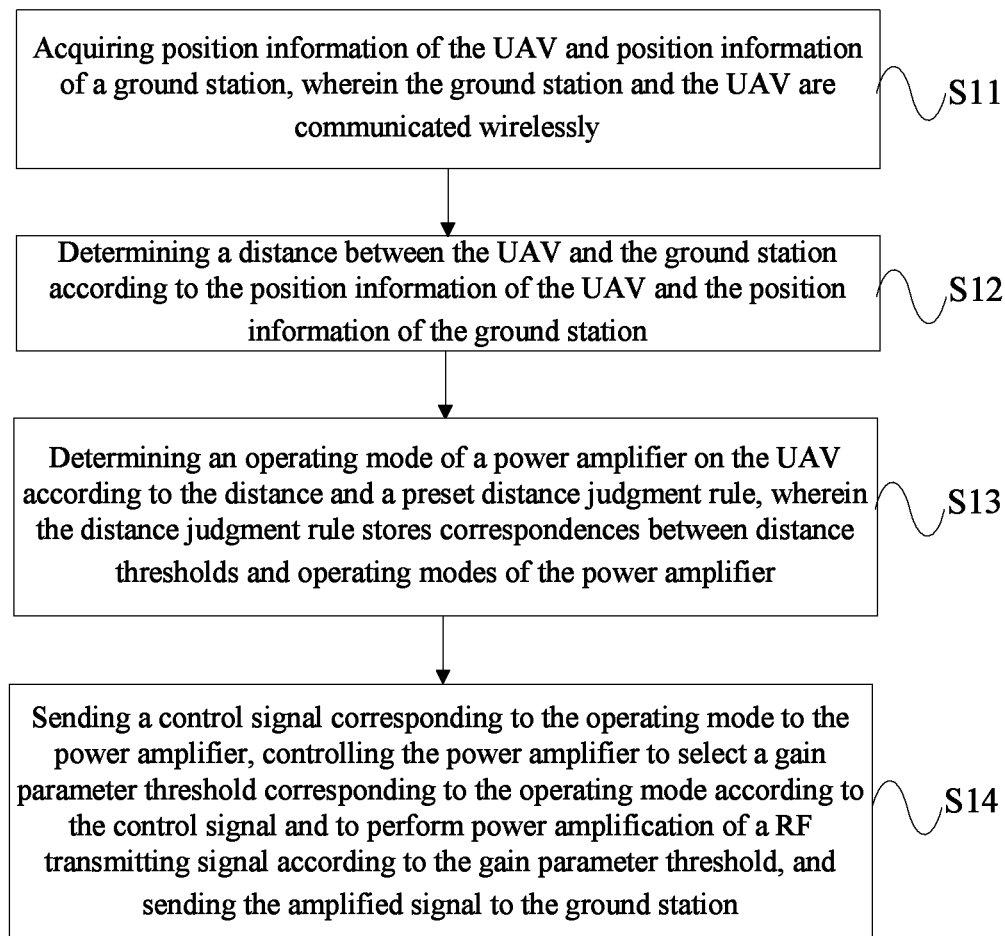 Acquiring position information of the UAV and position information
of a ground station, wherein the ground station and the UAV are
communicated wirelessly
S11
Determining a distance between the UAV and the ground station
according to the position information of the UAV and the position
information of the ground station
S12
Determining an operating mode of a power amplifier on the UAV
according to the distance and a preset distance judgment rule, wherein
the distance judgment rule stores correspondences between distance
thresholds and operating modes of the power amplifier
S13
Sending a control signal corresponding to the operating mode to the
power amplifier, controlling the power amplifier to select a gain
parameter threshold corresponding to the operating mode according to
the control signal and to perform power amplification of a RF
transmitting signal according to the gain parameter threshold, and
sending the amplified signal to the ground station
S14